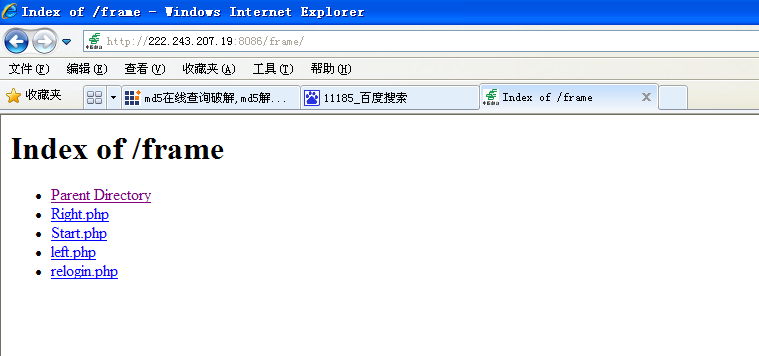 Index of /frame - Windows Internet Explorer
http://222.243.207.19:8086/frame/
文件(F) 编辑(E) 查看(V) 收藏夹(A) 工具(T) 帮助(H)
收藏夹 md5在线查询破解,md5解... 11185_百度搜索 Index of /frame
Index of /frame
Parent Directory
Right.php
Start.php
left.php
relogin.php